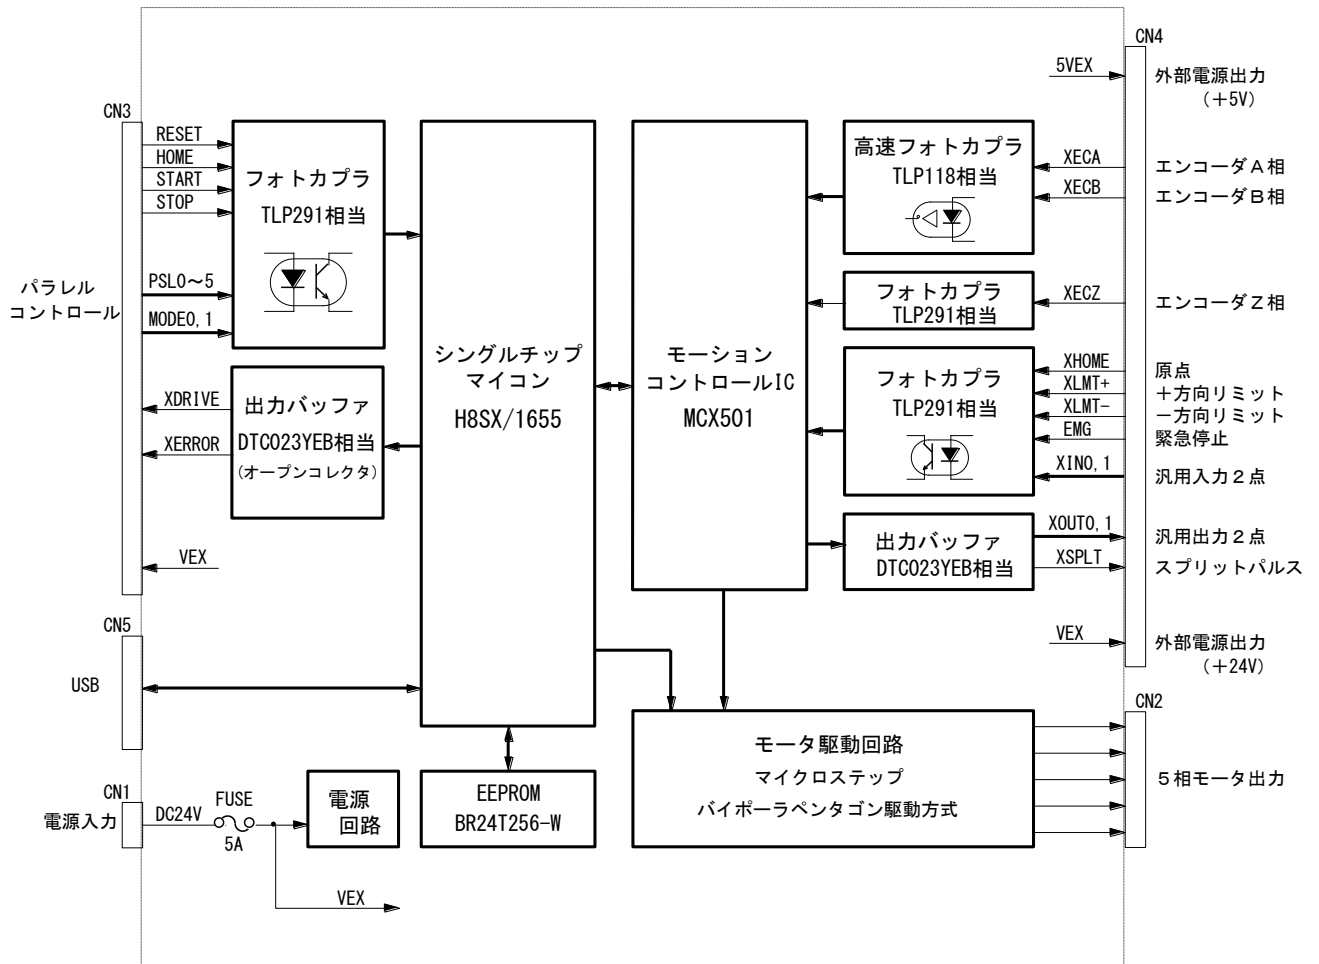 CN3
RESET
HOME
START
STOP
PSL0～5
MODE0,1
パラレル
コントロール
フォトカプラ
TLP291相当
XDRIVE
XERROR
出力バッファ
DTC023YEB相当
(オープンコレクタ)
VEX
CN5
USB
CN1
電源入力
DC24V
FUSE
5A
電源
回路
VEX
シングルチップ
マイコン
H8SX/1655
EEPROM
BR24T256-W
モーション
コントロールIC
MCX501
高速フォトカプラ
TLP118相当
フォトカプラ
TLP291相当
フォトカプラ
TLP291相当
出力バッファ
DTC023YEB相当
モータ駆動回路
マイクロステップ
バイポーラペンタゴン駆動方式
CN4
5VEX
外部電源出力
(＋5V)
XECA
エンコーダA相
XECB
エンコーダB相
XECZ
エンコーダZ相
XHOME
原点
XLMT+
＋方向リミット
XLMT-
－方向リミット
EMG
緊急停止
XIN0,1
汎用入力２点
XOUT0,1
汎用出力２点
XSPLT
スプリットパルス
VEX
外部電源出力
(＋24V)
CN2
５相モータ出力